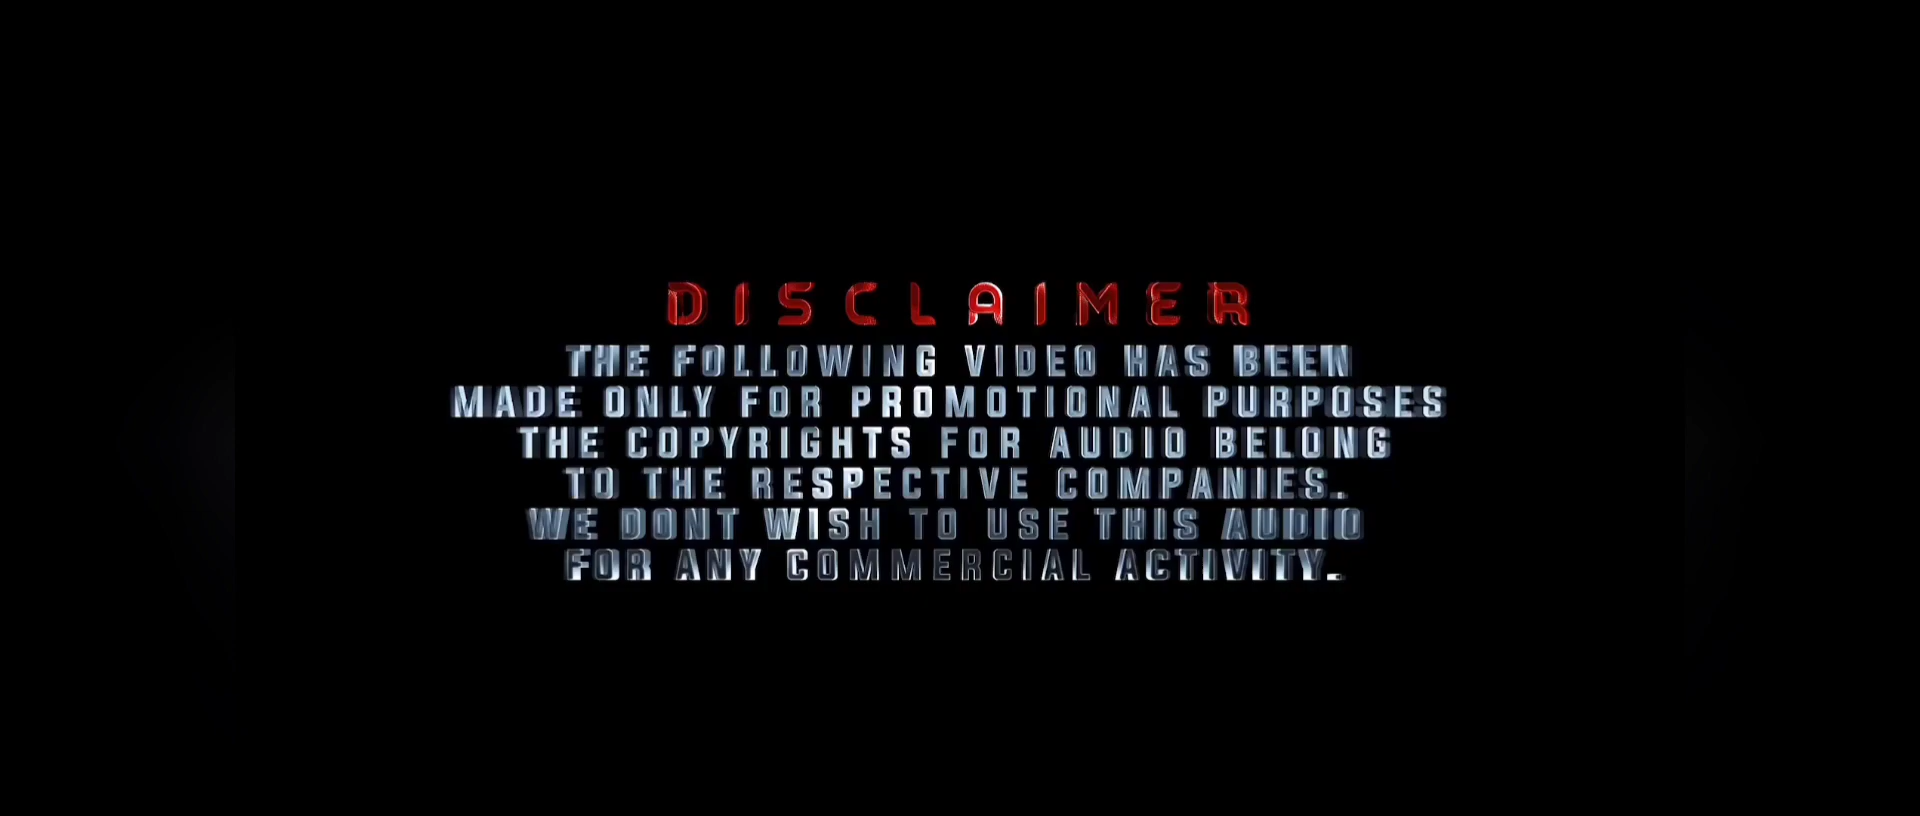 DISCLAIMER
THE FOLLOWING VIDEO HAS BEEN
MADE ONLY FOR PROMOTIONAL PURPOSES
THE COPYRIGHTS FOR AUDIO BELONG
TO THE RESPECTIVE COMPANIES.
WE DONT WISH TO USE THIS AUDIO
FOR ANY COMMERCIAL ACTIVITY.